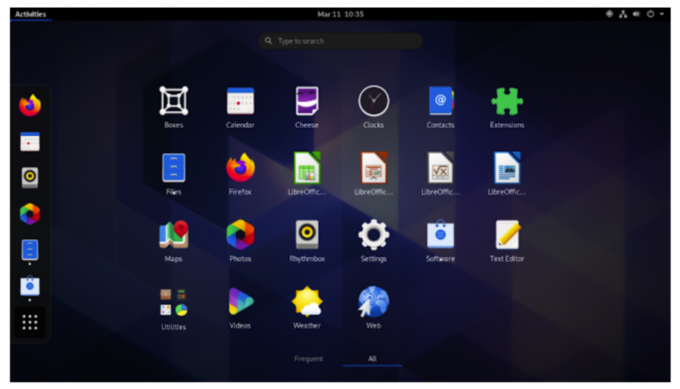 Activities Mar 11 10:35
Type to search
Boxes Calendar Cheese Clocks Contacts Extensions
Files Firefox LibreOffic... LibreOffic... LibreOffic... LibreOffic...
Maps Photos Rhythmbox Settings Software Text Editor
Utilities Videos Weather Web
Frequent All